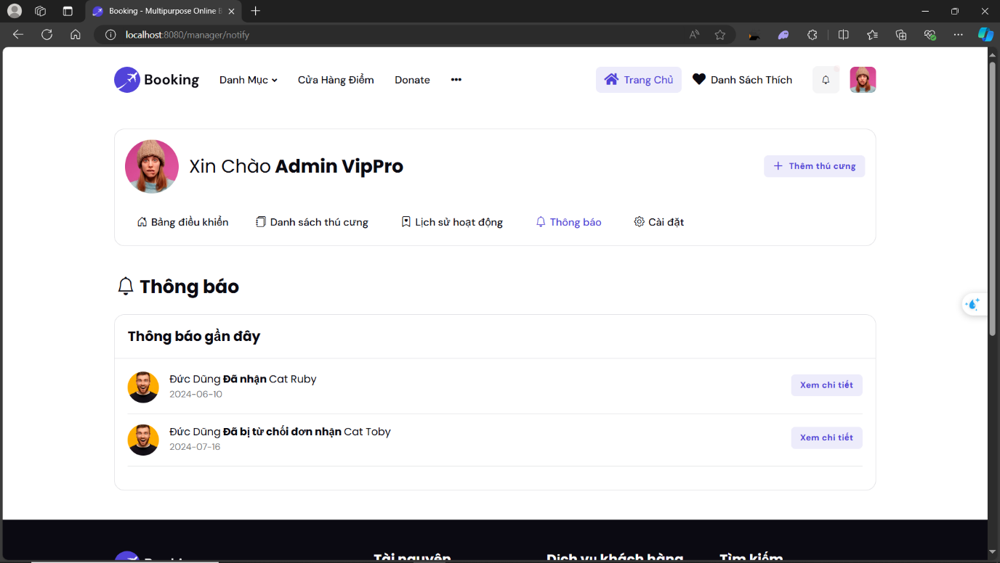 Booking - Multipurpose Online B
localhost:8080/manager/notify
Booking
Danh Mục
Cửa Hàng Điểm
Donate
Trang Chủ
Danh Sách Thích
Xin Chào Admin VipPro
Thêm thú cưng
Bảng điều khiển
Danh sách thú cưng
Lịch sử hoạt động
Thông báo
Cài đặt
Thông báo
Thông báo gần đây
Đức Dũng Đã nhận Cat Ruby
2024-06-10
Xem chi tiết
Đức Dũng Đã bị từ chối đơn nhận Cat Toby
2024-07-16
Xem chi tiết
Booking
Tài nguyên
Dịch vụ khách hàng
Tìm kiếm